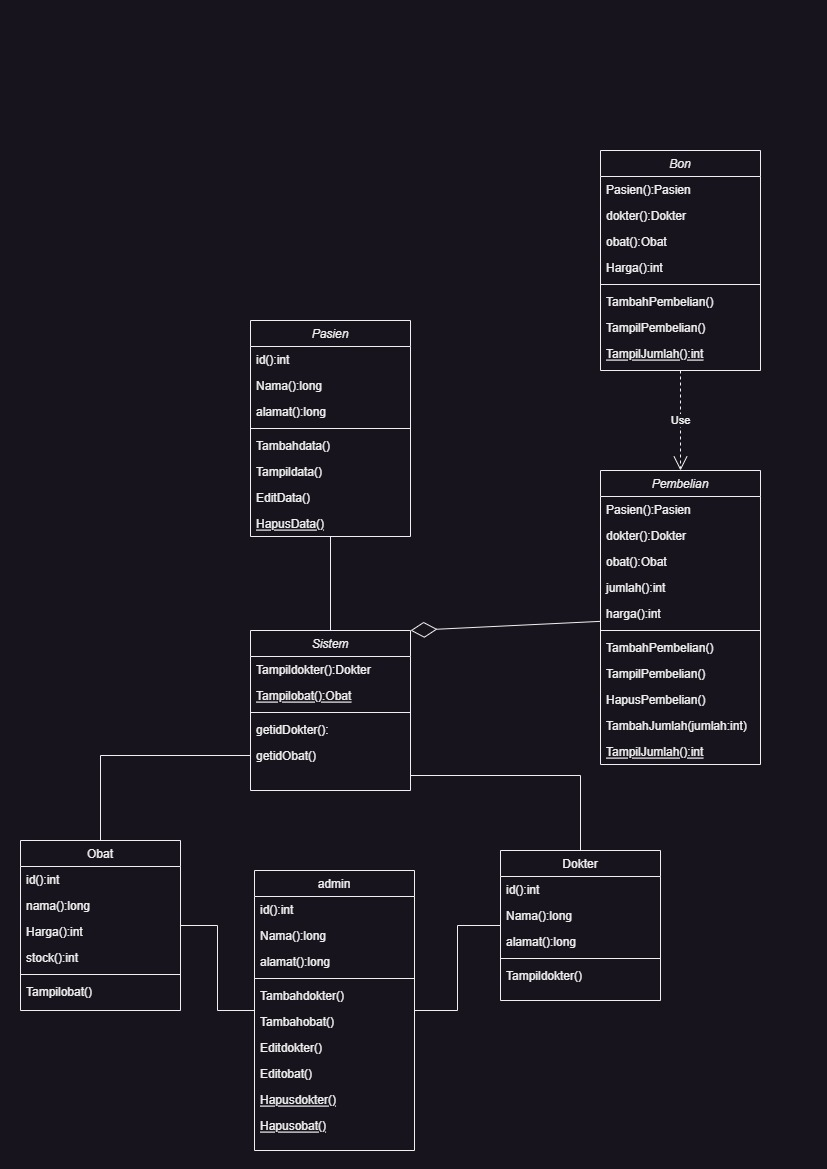 Bon
Pasien():Pasien
dokter():Dokter
obat():Obat
Harga():int
TambahPembelian()
TampilPembelian()
TampilJumlah():int
Use
Pasien
id():int
Nama():long
alamat():long
Tambahdata()
Tampildata()
EditData()
HapusData()
Pembelian
Pasien():Pasien
dokter():Dokter
obat():Obat
jumlah():int
harga():int
TambahPembelian()
TampilPembelian()
HapusPembelian()
TambahJumlah(jumlah:int)
TampilJumlah():int
Sistem
Tampildokter():Dokter
Tampilobat():Obat
getidDokter():
getidObat()
Obat
id():int
nama():long
Harga():int
stock():int
Tampilobat()
admin
id():int
Nama():long
alamat():long
Tambahdokter()
Tambahobat()
Editdokter()
Editobat()
Hapusdokter()
Hapusobat()
Dokter
id():int
Nama():long
alamat():long
Tampildokter()